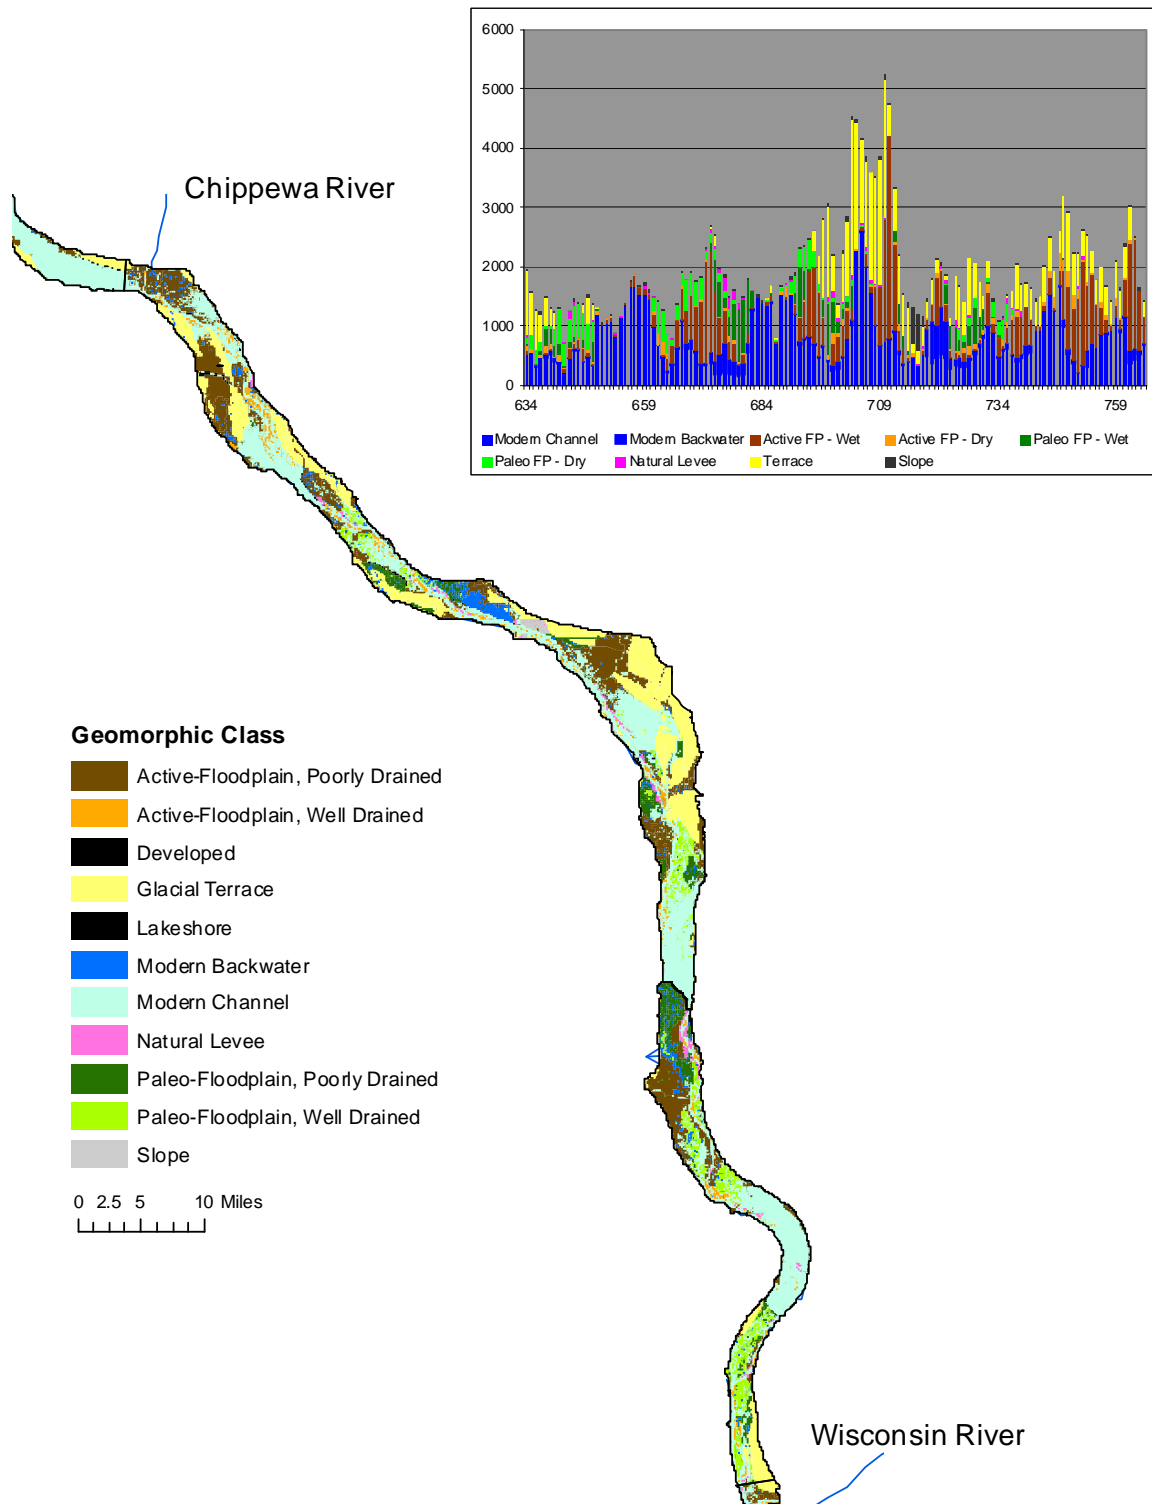 6000
5000
4000
3000
2000
1000
0
634 659 684 709 734 759
Modern Channel Modern Backwater Active FP - Wet Active FP - Dry Paleo FP - Wet
Paleo FP - Dry Natural Levee Terrace Slope
Chippewa River
Geomorphic Class
Active-Floodplain, Poorly Drained
Active-Floodplain, Well Drained
Developed
Glacial Terrace
Lakeshore
Modern Backwater
Modern Channel
Natural Levee
Paleo-Floodplain, Poorly Drained
Paleo-Floodplain, Well Drained
Slope
0 2.5 5 10 Miles
Wisconsin River